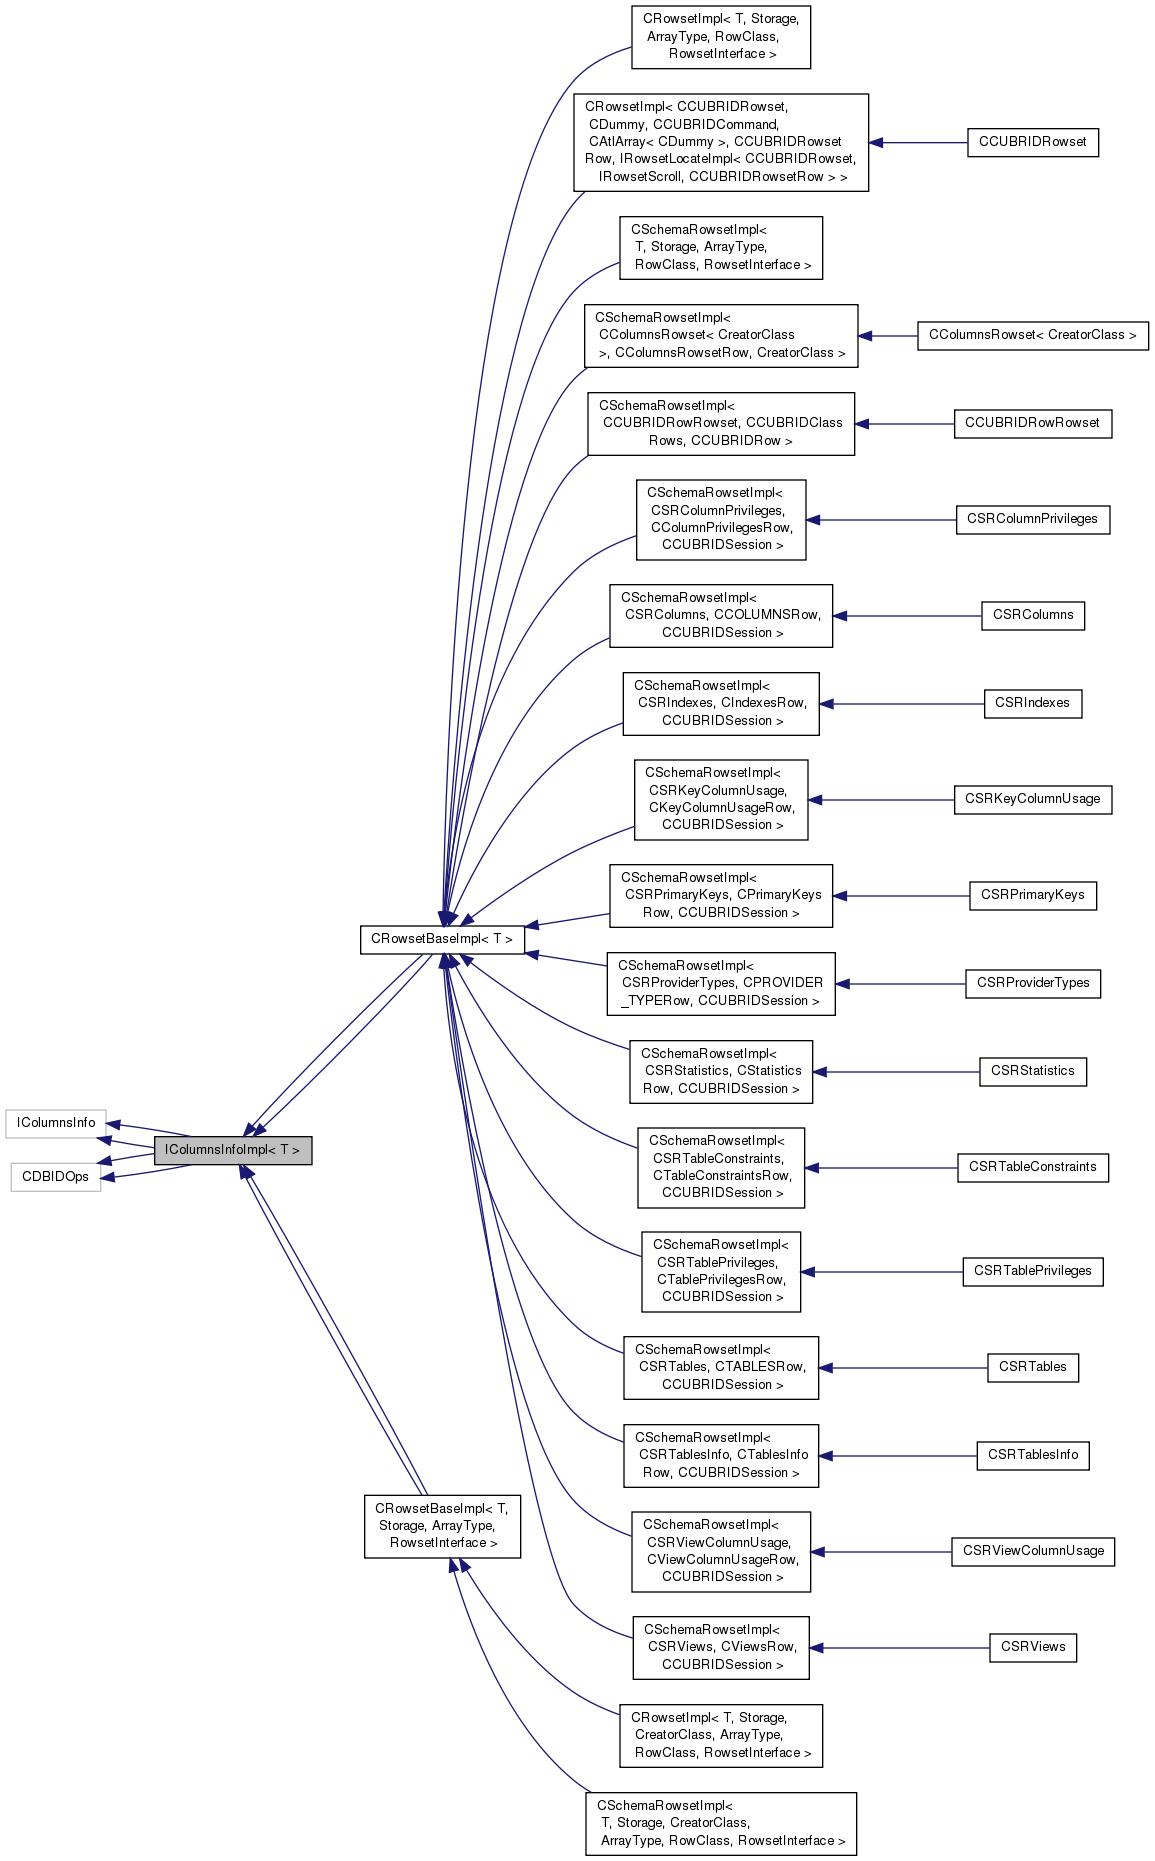 CRowsetImpl< T, Storage,
ArrayType, RowClass,
RowsetInterface >
CRowsetImpl< CCUBRIDRowset,
CDummy, CCUBRIDCommand,
CAtlArray< CDummy >, CCUBRIDRowset
Row, IRowsetLocateImpl< CCUBRIDRowset,
IRowsetScroll, CCUBRIDRowsetRow > >
CCUBRIDRowset
CSchemaRowsetImpl<
T, Storage, ArrayType,
RowClass, RowsetInterface >
CSchemaRowsetImpl<
CColumnsRowset< CreatorClass
>, CColumnsRowsetRow, CreatorClass >
CColumnsRowset< CreatorClass >
CSchemaRowsetImpl<
CCUBRIDRowRowset, CCUBRIDClass
Rows, CCUBRIDRow >
CCUBRIDRowRowset
CSchemaRowsetImpl<
CSRColumnPrivileges,
CColumnPrivilegesRow,
CCUBRIDSession >
CSRColumnPrivileges
CSchemaRowsetImpl<
CSRColumns, CCOLUMNSRow,
CCUBRIDSession >
CSRColumns
CSchemaRowsetImpl<
CSRIndexes, CIndexesRow,
CCUBRIDSession >
CSRIndexes
CSchemaRowsetImpl<
CSRKeyColumnUsage,
CKeyColumnUsageRow,
CCUBRIDSession >
CSRKeyColumnUsage
CSchemaRowsetImpl<
CSRPrimaryKeys, CPrimaryKeys
Row, CCUBRIDSession >
CSRPrimaryKeys
CRowsetBaseImpl< T >
CSchemaRowsetImpl<
CSRProviderTypes, CPROVIDER
_TYPERow, CCUBRIDSession >
CSRProviderTypes
CSchemaRowsetImpl<
CSRStatistics, CStatistics
Row, CCUBRIDSession >
CSRStatistics
IColumnsInfo
IColumnsInfoImpl< T >
CDBIDOps
CSchemaRowsetImpl<
CSRTableConstraints,
CTableConstraintsRow,
CCUBRIDSession >
CSRTableConstraints
CSchemaRowsetImpl<
CSRTablePrivileges,
CTablePrivilegesRow,
CCUBRIDSession >
CSRTablePrivileges
CSchemaRowsetImpl<
CSRTables, CTABLESRow,
CCUBRIDSession >
CSRTables
CSchemaRowsetImpl<
CSRTablesInfo, CTablesInfo
Row, CCUBRIDSession >
CSRTablesInfo
CRowsetBaseImpl< T,
Storage, ArrayType,
RowsetInterface >
CSchemaRowsetImpl<
CSRViewColumnUsage,
CViewColumnUsageRow,
CCUBRIDSession >
CSRViewColumnUsage
CSchemaRowsetImpl<
CSRViews, CViewsRow,
CCUBRIDSession >
CSRViews
CRowsetImpl< T, Storage,
CreatorClass, ArrayType,
RowClass, RowsetInterface >
CSchemaRowsetImpl<
T, Storage, CreatorClass,
ArrayType, RowClass, RowsetInterface >